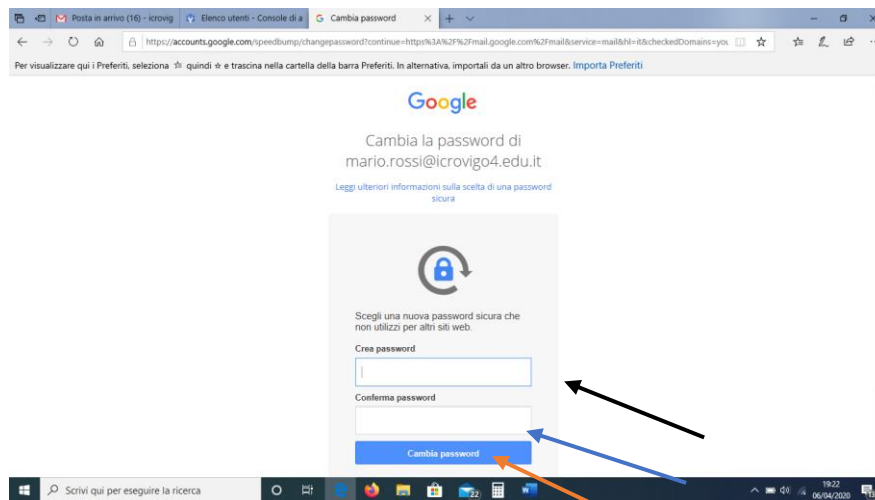 Posta in arrivo (16) - icrovig
Elenco utenti - Console di a
Cambia password
https://accounts.google.com/speedbump/changepassword?continue=https%3A%2F%2Fmail.google.com%2Fmail&service=mail&hl=it&checkedDomains=you
Per visualizzare qui i Preferiti, seleziona quindi e trascina nella cartella della barra Preferiti. In alternativa, importali da un altro browser. Importa Preferiti
Google
Cambia la password di
mario.rossi@icrovigo4.edu.it
Leggi ulteriori informazioni sulla scelta di una password
sicura
Scegli una nuova password sicura che
non utilizzi per altri siti web.
Crea password
Conferma password
Cambia password
Scrivi qui per eseguire la ricerca
22
19:22
06/04/2020